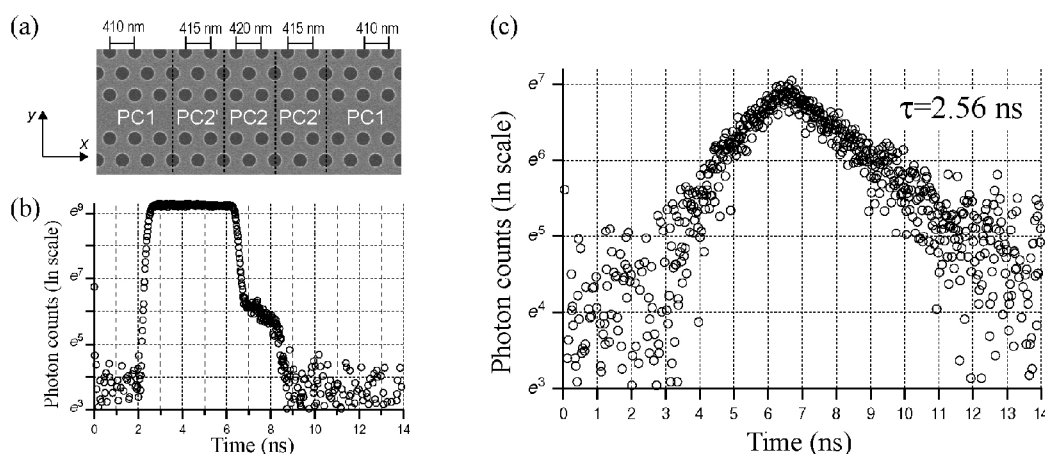 (a)
410 nm 415 nm 420 nm 415 nm 410 nm
PC1 PC2' PC2 PC2' PC1
y
x
(b)
Photon counts (ln scale)
e⁹
e⁷
e⁵
e³
0 2 4 6 8 10 12 14
Time (ns)
(c)
Photon counts (ln scale)
e⁷
e⁶
e⁵
e⁴
e³
τ=2.56 ns
0 1 2 3 4 5 6 7 8 9 10 11 12 13 14
Time (ns)